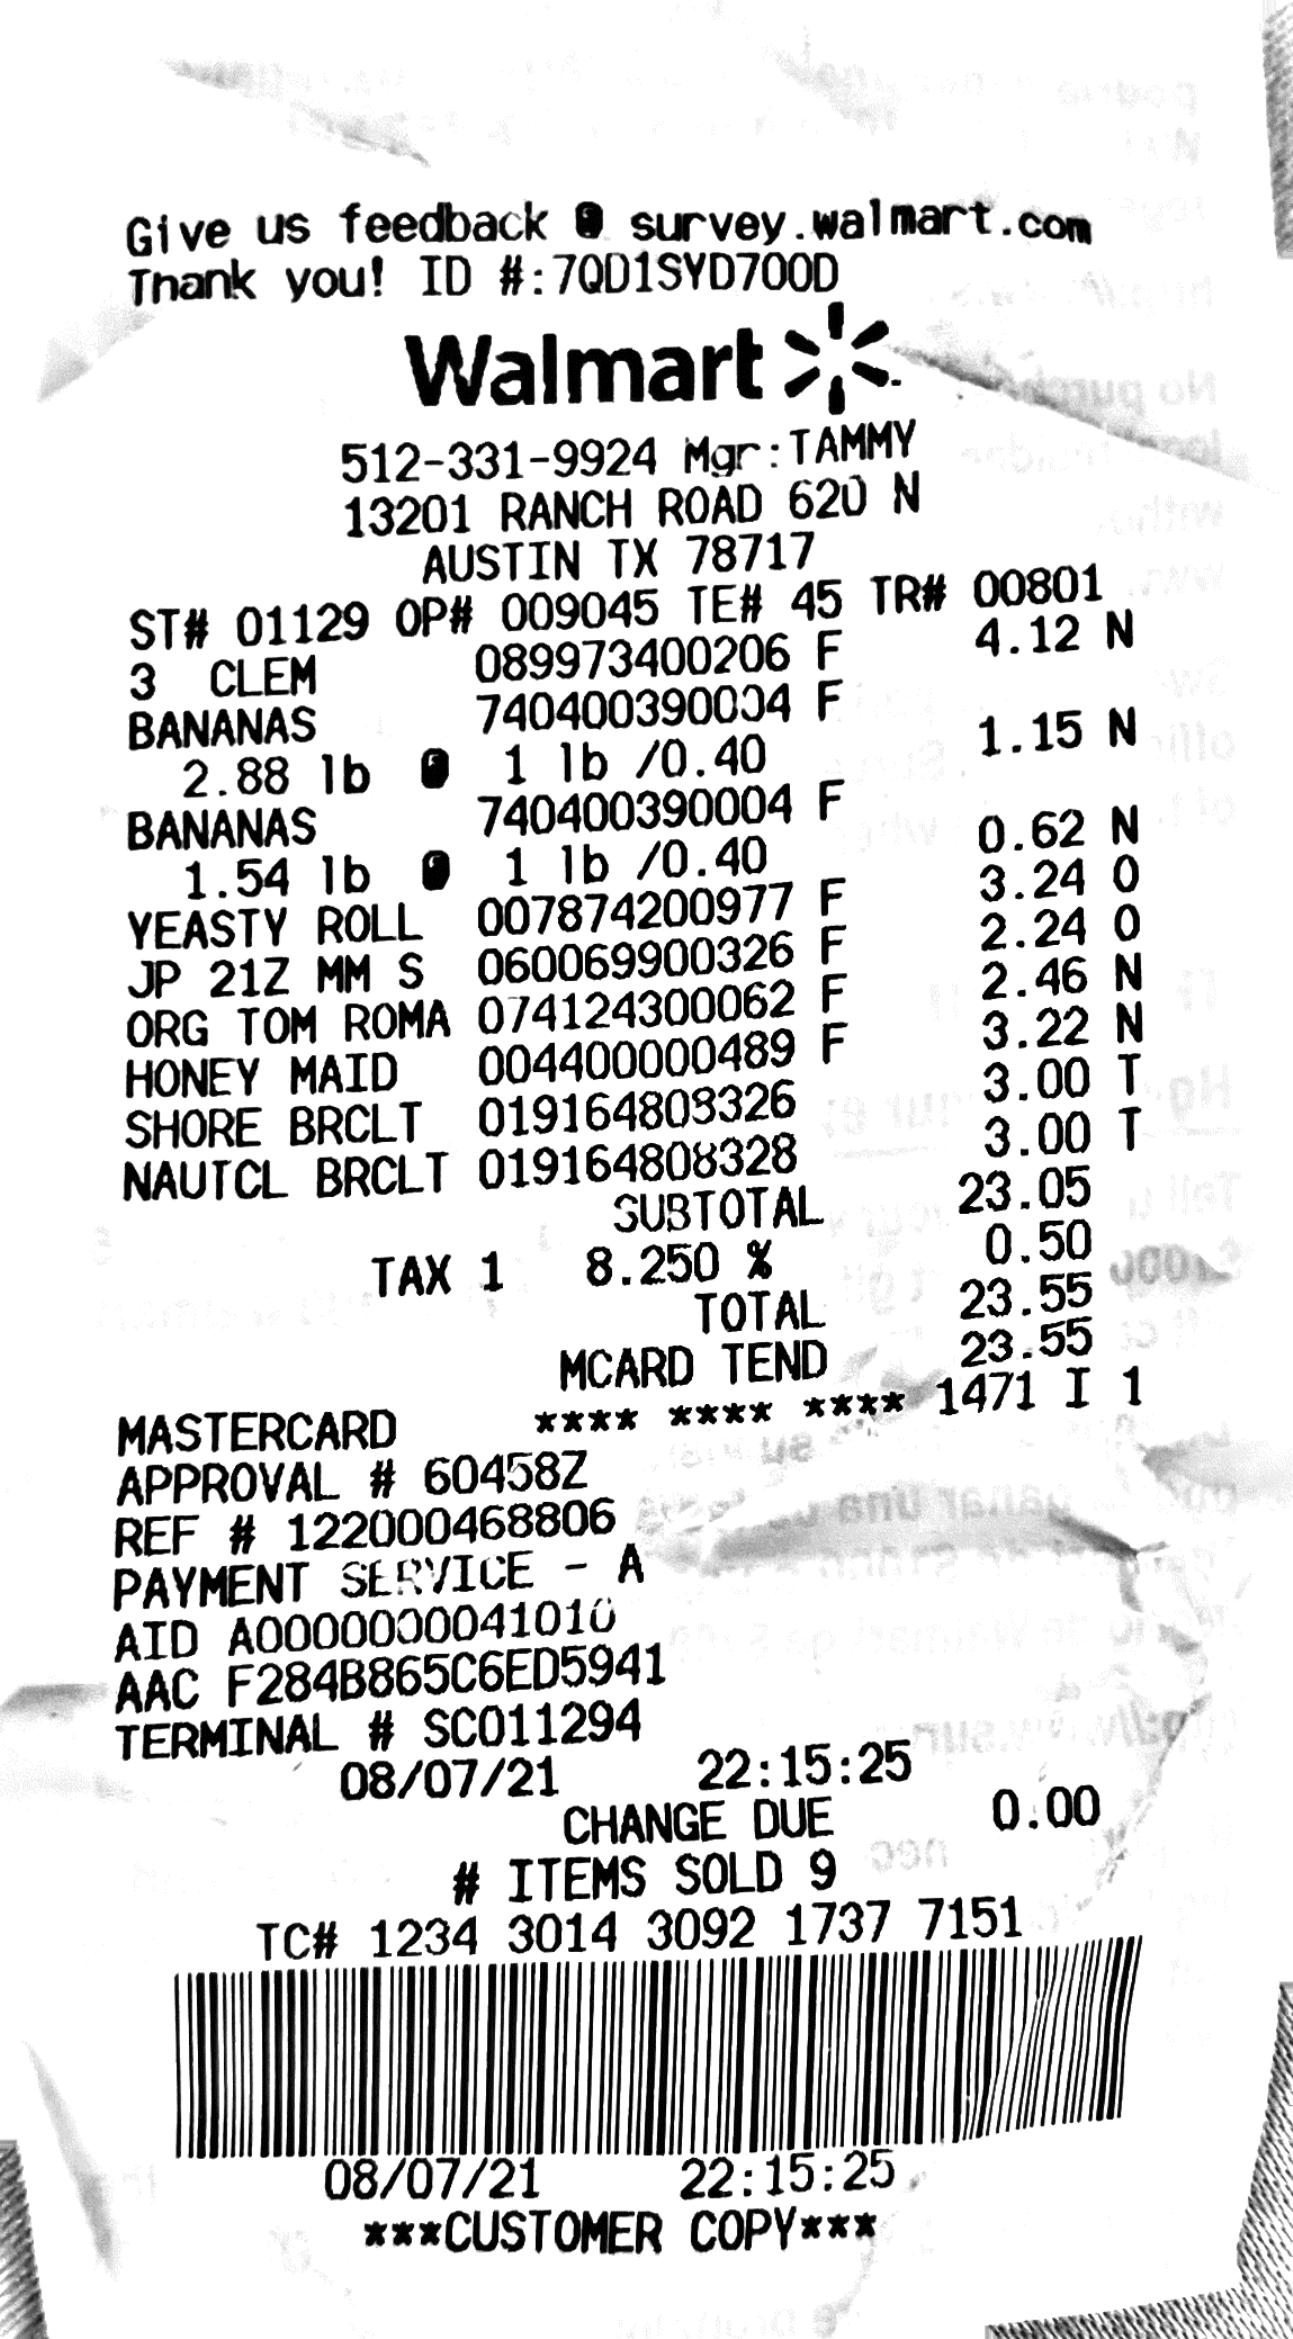 Give us feedback @ survey.walmart.com
Thank you! ID #:7QD1SYD700D
Walmart
512-331-9924 Mgr:TAMMY
13201 RANCH ROAD 620 N
AUSTIN TX 78717
ST# 01129 OP# 009045 TE# 45 TR# 00801
3 CLEM 089973400206 F 4.12 N
BANANAS 740400390004 F
2.88 lb @ 1 lb /0.40 1.15 N
BANANAS 740400390004 F
1.54 lb @ 1 lb /0.40 0.62 N
YEASTY ROLL 007874200977 F 3.24 O
JP 21Z MM S 060069900326 F 2.24 O
ORG TOM ROMA 074124300062 F 2.46 N
HONEY MAID 004400000489 F 3.22 N
SHORE BRCLT 019164808326 3.00 T
NAUTCL BRCLT 019164808328 3.00 T
SUBTOTAL 23.05
TAX 1 8.250 % 0.50
TOTAL 23.55
MCARD TEND 23.55
MASTERCARD **** **** **** 1471 I 1
APPROVAL # 60458Z
REF # 122000468806
PAYMENT SERVICE - A
AID A0000000041010
AAC F284B865C6ED5941
TERMINAL # SC011294
08/07/21 22:15:25
CHANGE DUE 0.00
# ITEMS SOLD 9
TC# 1234 3014 3092 1737 7151
08/07/21 22:15:25
***CUSTOMER COPY***